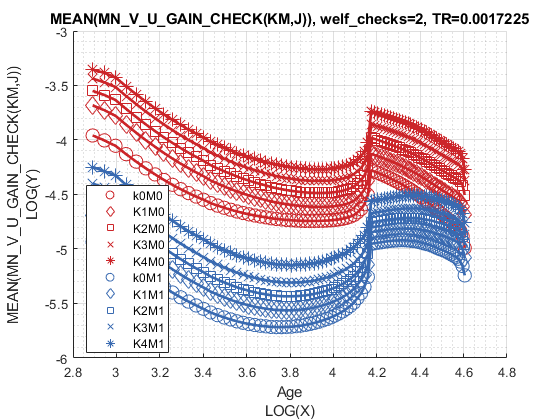 MEAN(MN_V_U_GAIN_CHECK(KM,J)), welf_checks=2, TR=0.0017225
MEAN(MN_V_U_GAIN_CHECK(KM,J))
LOG(Y)
-3
-3.5
-4
-4.5
-5
-5.5
-6
k0M0
K1M0
K2M0
K3M0
K4M0
k0M1
K1M1
K2M1
K3M1
K4M1
2.8 3 3.2 3.4 3.6 3.8 4 4.2 4.4 4.6 4.8
Age
LOG(X)